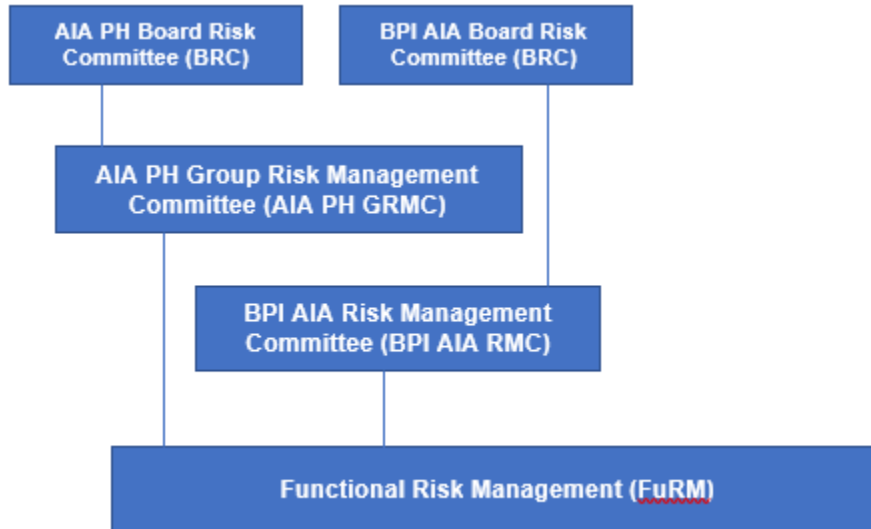 AIA PH Board Risk
Committee (BRC)
BPI AIA Board Risk
Committee (BRC)
AIA PH Group Risk Management
Committee (AIA PH GRMC)
BPI AIA Risk Management
Committee (BPI AIA RMC)
Functional Risk Management (FuRM)